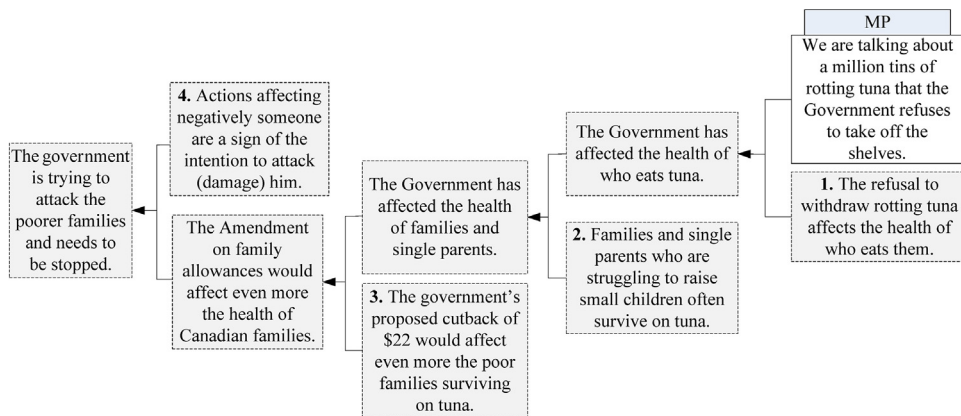 MP
We are talking about
a million tins of
rotting tuna that the
Government refuses
to take off the
shelves.
1. The refusal to
withdraw rotting tuna
affects the health of
who eats them.
The Government has
affected the health of
who eats tuna.
2. Families and single
parents who are
struggling to raise
small children often
survive on tuna.
The Government has
affected the health
of families and
single parents.
3. The government’s
proposed cutback of
$22 would affect
even more the poor
families surviving
on tuna.
4. Actions affecting
negatively someone
are a sign of the
intention to attack
(damage) him.
The Amendment
on family
allowances would
affect even more
the health of
Canadian families.
The government
is trying to
attack the
poorer families
and needs to
be stopped.